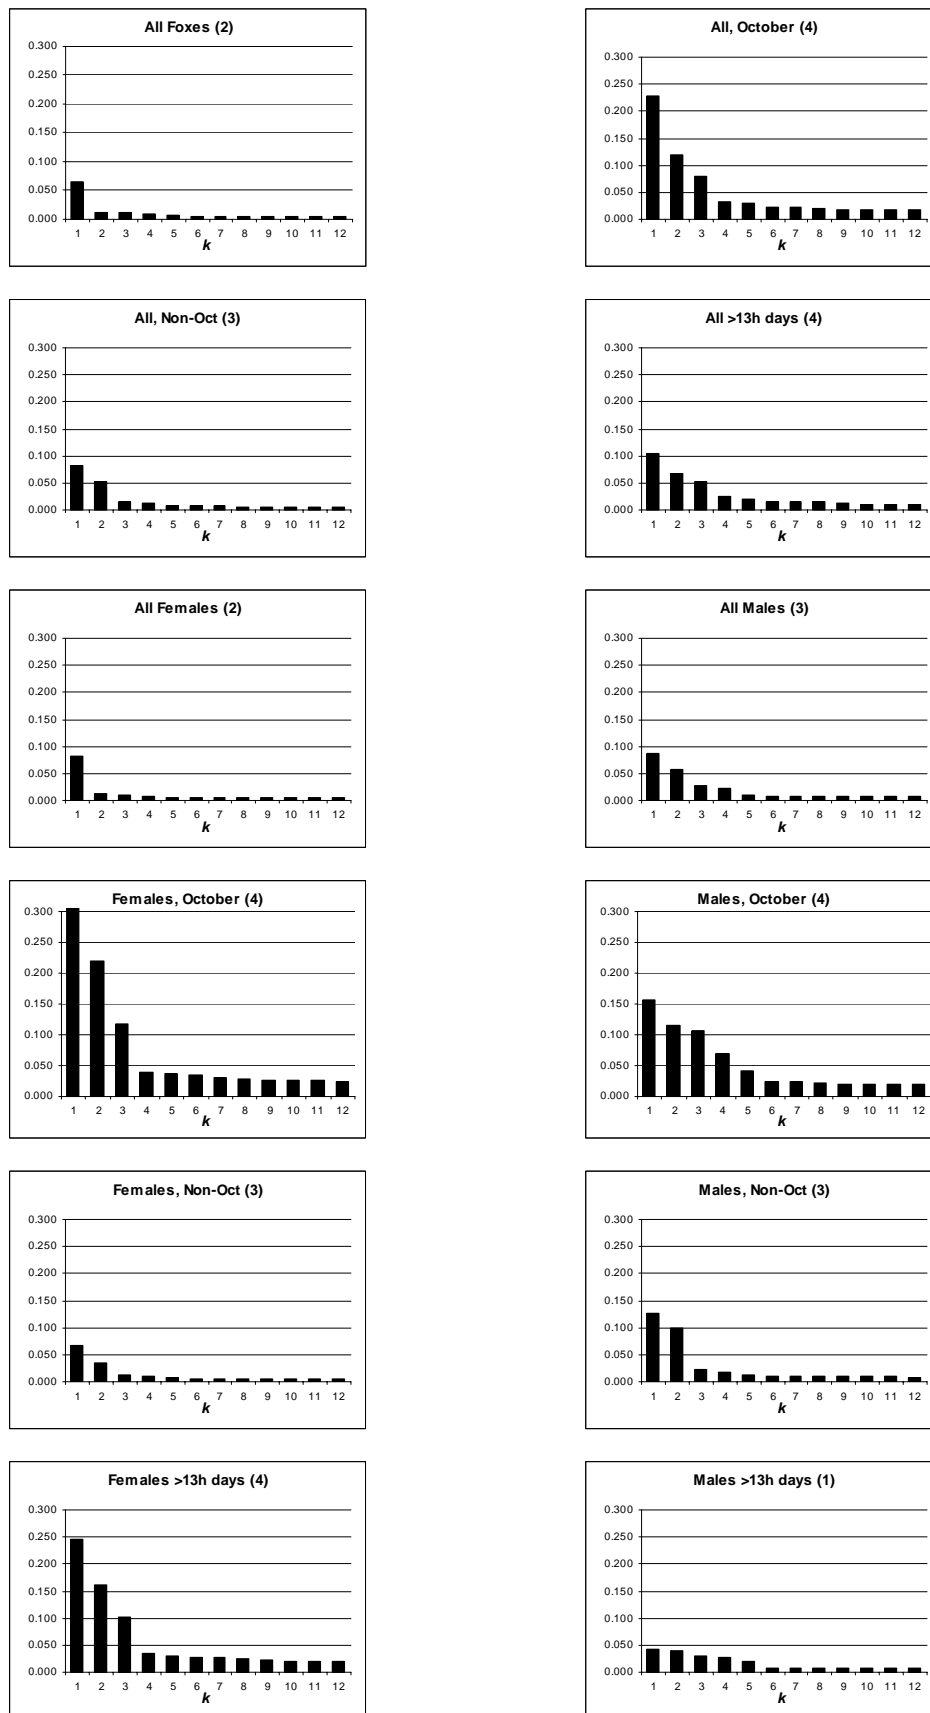 All Foxes (2)
0.300
0.250
0.200
0.150
0.100
0.050
0.000
1 2 3 4 5 6 7 8 9 10 11 12
k
All, October (4)
0.300
0.250
0.200
0.150
0.100
0.050
0.000
1 2 3 4 5 6 7 8 9 10 11 12
k
All, Non-Oct (3)
0.300
0.250
0.200
0.150
0.100
0.050
0.000
1 2 3 4 5 6 7 8 9 10 11 12
k
All >13h days (4)
0.300
0.250
0.200
0.150
0.100
0.050
0.000
1 2 3 4 5 6 7 8 9 10 11 12
k
All Females (2)
0.300
0.250
0.200
0.150
0.100
0.050
0.000
1 2 3 4 5 6 7 8 9 10 11 12
k
All Males (3)
0.300
0.250
0.200
0.150
0.100
0.050
0.000
1 2 3 4 5 6 7 8 9 10 11 12
k
Females, October (4)
0.300
0.250
0.200
0.150
0.100
0.050
0.000
1 2 3 4 5 6 7 8 9 10 11 12
k
Males, October (4)
0.300
0.250
0.200
0.150
0.100
0.050
0.000
1 2 3 4 5 6 7 8 9 10 11 12
k
Females, Non-Oct (3)
0.300
0.250
0.200
0.150
0.100
0.050
0.000
1 2 3 4 5 6 7 8 9 10 11 12
k
Males, Non-Oct (3)
0.300
0.250
0.200
0.150
0.100
0.050
0.000
1 2 3 4 5 6 7 8 9 10 11 12
k
Females >13h days (4)
0.300
0.250
0.200
0.150
0.100
0.050
0.000
1 2 3 4 5 6 7 8 9 10 11 12
k
Males >13h days (1)
0.300
0.250
0.200
0.150
0.100
0.050
0.000
1 2 3 4 5 6 7 8 9 10 11 12
k